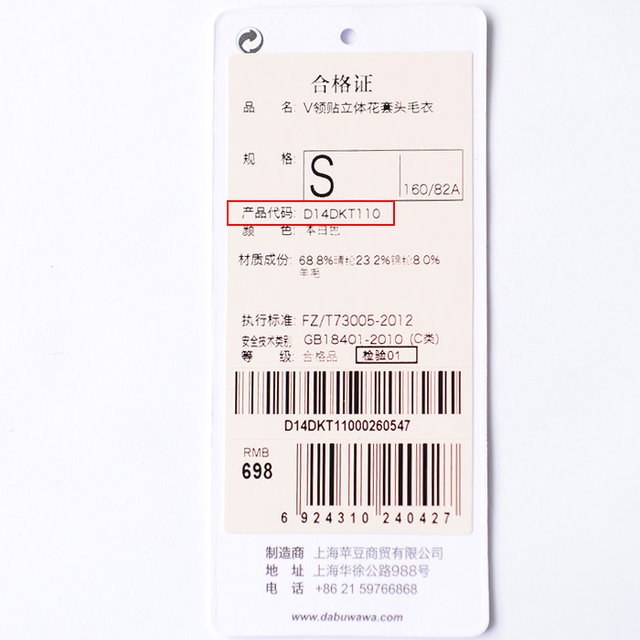 合格证
品 名: V领贴立体花套头毛衣
规 格: S 160/82A
产品代码: D14DKT110
颜 色: 本白色
材质成份: 68.8%晴纶23.2%锦纶8.0%
羊毛
执行标准: FZ/T73005-2012
安全技术类别: GB18401-2010 (C类)
等 级: 合格品 检验01
D14DKT11000260547
RMB
698
6 924310 240427
制造商 上海苹豆商贸有限公司
地 址 上海华徐公路988号
电 话 +86 21 59766868
www.dabuwawa.com